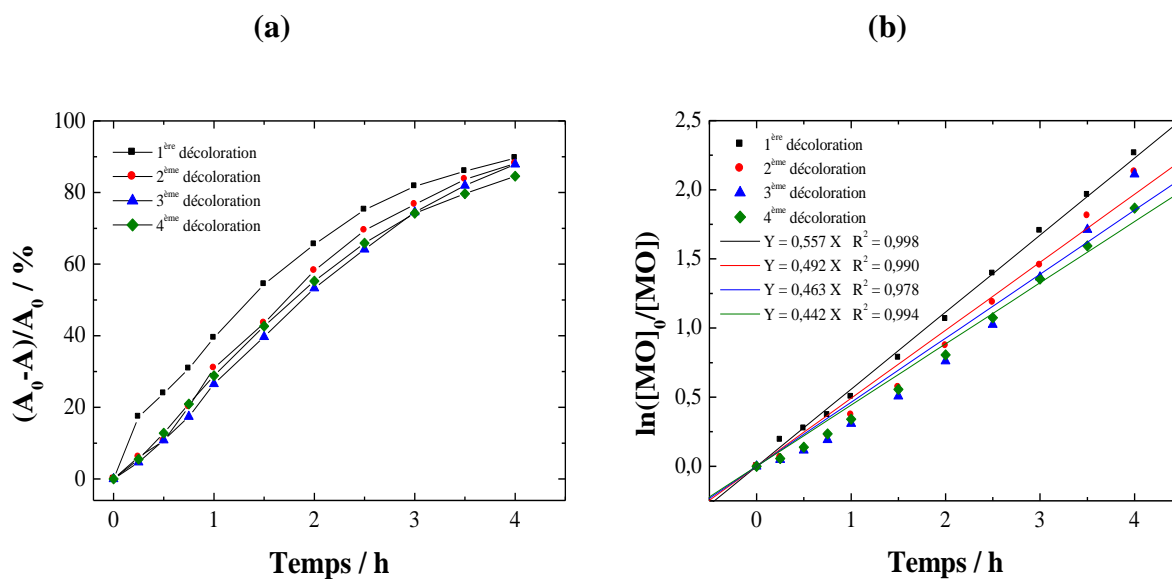 (a)
(A₀-A)/A₀ / %
100
80
60
40
20
0
1ère décoloration
2ème décoloration
3ème décoloration
4ème décoloration
0 1 2 3 4
Temps / h
(b)
ln([MO]₀/[MO])
2,5
2,0
1,5
1,0
0,5
0,0
1ère décoloration
2ème décoloration
3ème décoloration
4ème décoloration
Y = 0,557 X R² = 0,998
Y = 0,492 X R² = 0,990
Y = 0,463 X R² = 0,978
Y = 0,442 X R² = 0,994
0 1 2 3 4
Temps / h